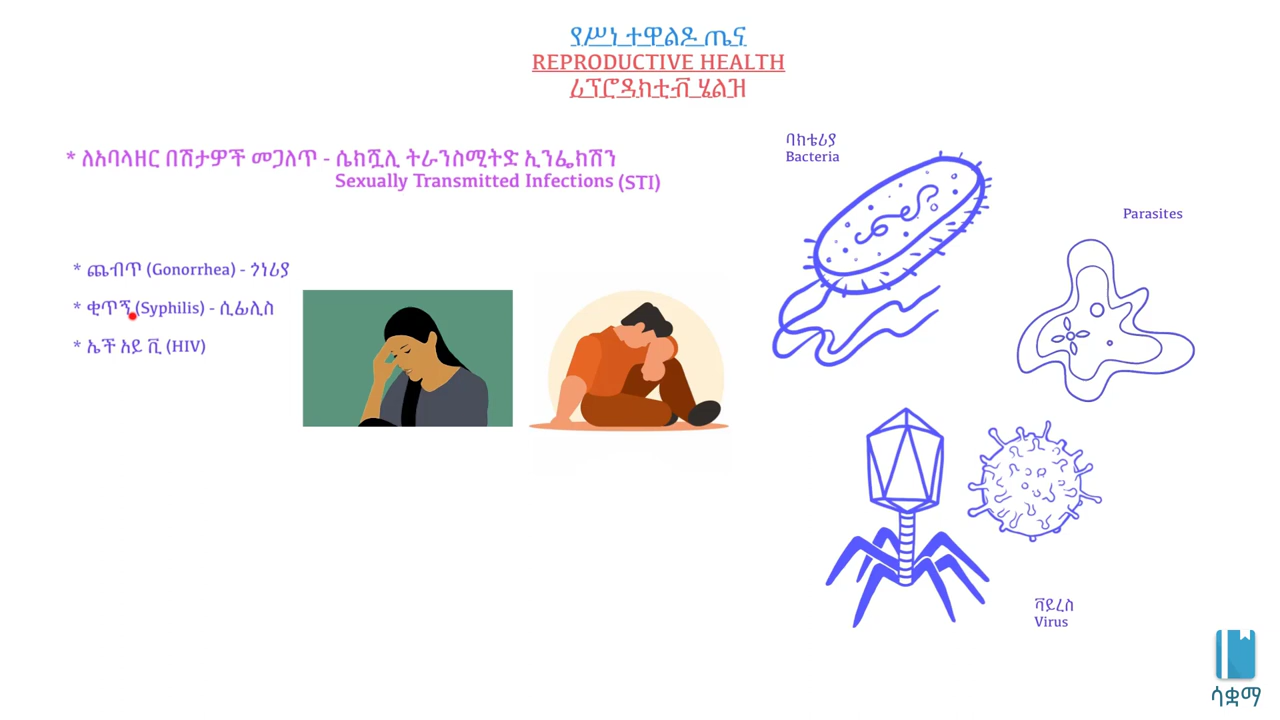 የሥነ ተዋልዶ ጤና
REPRODUCTIVE HEALTH
ሪፕሮዳክቲቭ ሄልዝ
* ለአባላዘር በሽታዎች መጋለጥ - ሴክሿሊ ትራንስሚትድ ኢንፌክሽን
Sexually Transmitted Infections (STI)
* ጨብጥ (Gonorrhea) - ጎነሪያ
* ቂጥኝ (Syphilis) - ሲፊሊስ
* ኤች አይ ቪ (HIV)
ባክቴሪያ
Bacteria
Parasites
ቫይረስ
Virus
ሳቋማ